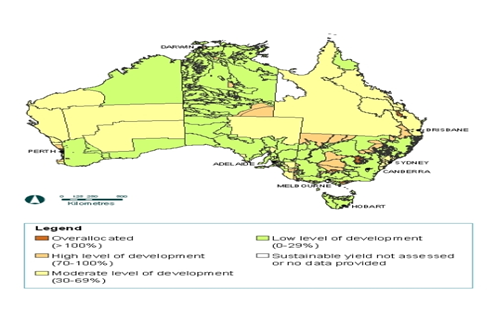 DARWIN
BRISBANE
PERTH
ADELAIDE
SYDNEY
CANBERRA
MELBOURNE
HOBART
Kilometres
Legend
Overallocated
(>100%)
High level of development
(70-100%)
Moderate level of development
(30-69%)
Low level of development
(0-29%)
Sustainable yield not assessed
or no data provided